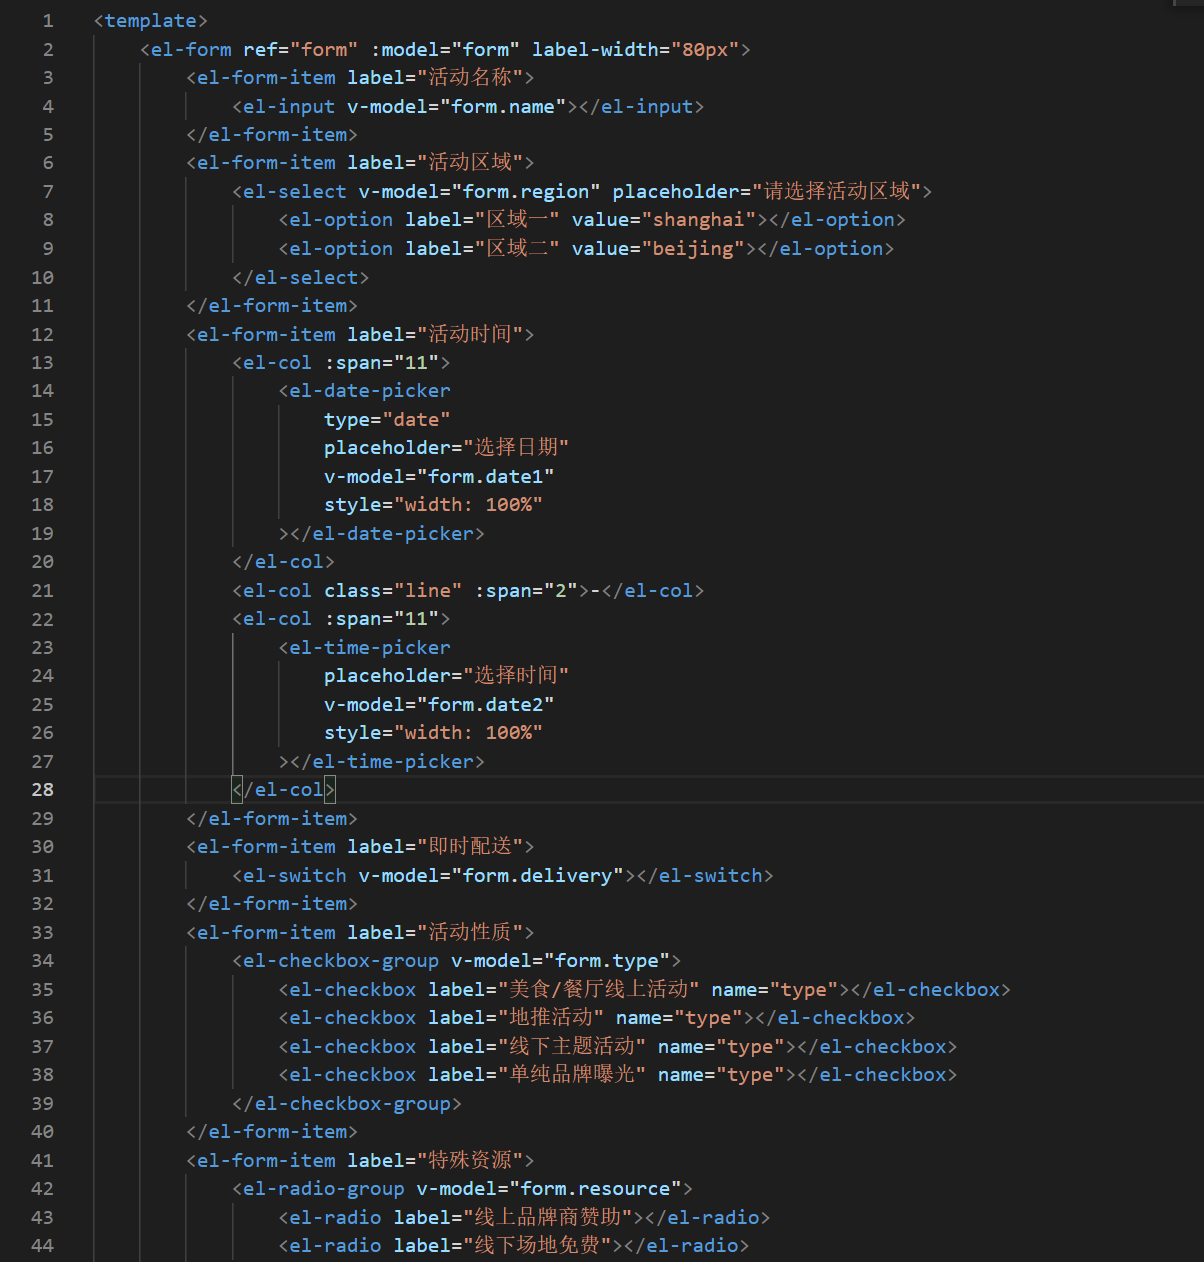 1 <template>
2 <el-form ref="form" :model="form" label-width="80px">
3 <el-form-item label="活动名称">
4 <el-input v-model="form.name"></el-input>
5 </el-form-item>
6 <el-form-item label="活动区域">
7 <el-select v-model="form.region" placeholder="请选择活动区域">
8 <el-option label="区域一" value="shanghai"></el-option>
9 <el-option label="区域二" value="beijing"></el-option>
10 </el-select>
11 </el-form-item>
12 <el-form-item label="活动时间">
13 <el-col :span="11">
14 <el-date-picker
15 type="date"
16 placeholder="选择日期"
17 v-model="form.date1"
18 style="width: 100%"
19 ></el-date-picker>
20 </el-col>
21 <el-col class="line" :span="2">-</el-col>
22 <el-col :span="11">
23 <el-time-picker
24 placeholder="选择时间"
25 v-model="form.date2"
26 style="width: 100%"
27 ></el-time-picker>
28 </el-col>
29 </el-form-item>
30 <el-form-item label="即时配送">
31 <el-switch v-model="form.delivery"></el-switch>
32 </el-form-item>
33 <el-form-item label="活动性质">
34 <el-checkbox-group v-model="form.type">
35 <el-checkbox label="美食/餐厅线上活动" name="type"></el-checkbox>
36 <el-checkbox label="地推活动" name="type"></el-checkbox>
37 <el-checkbox label="线下主题活动" name="type"></el-checkbox>
38 <el-checkbox label="单纯品牌曝光" name="type"></el-checkbox>
39 </el-checkbox-group>
40 </el-form-item>
41 <el-form-item label="特殊资源">
42 <el-radio-group v-model="form.resource">
43 <el-radio label="线上品牌商赞助"></el-radio>
44 <el-radio label="线下场地免费"></el-radio>